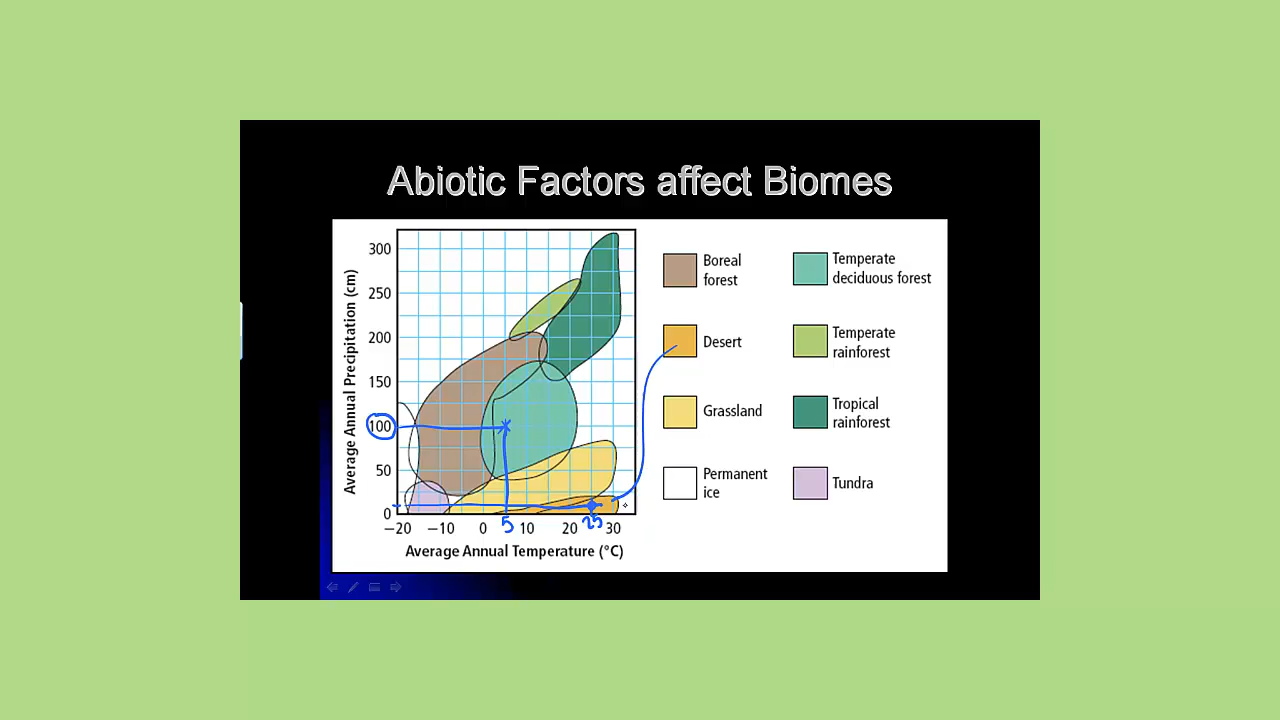 Abiotic Factors affect Biomes
Average Annual Precipitation (cm)
300
250
200
150
100
50
0
−20 −10 0 5 10 20 25 30
Average Annual Temperature (°C)
Boreal
forest
Temperate
deciduous forest
Desert
Temperate
rainforest
Grassland
Tropical
rainforest
Permanent
ice
Tundra